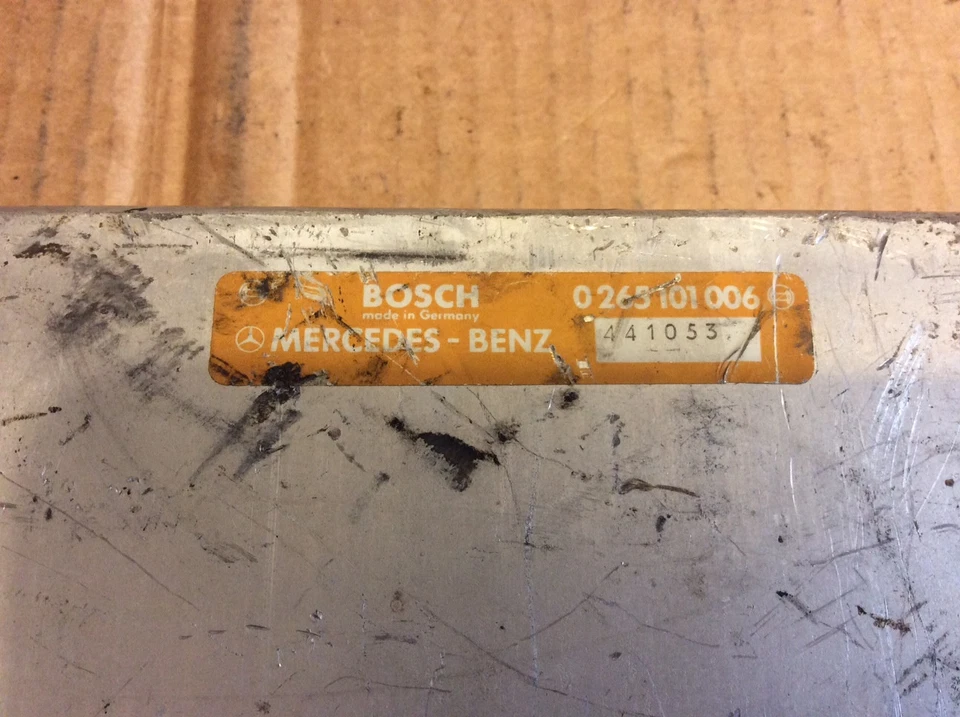 BOSCH 0 265 101 006
made in Germany
MERCEDES - BENZ 441053.